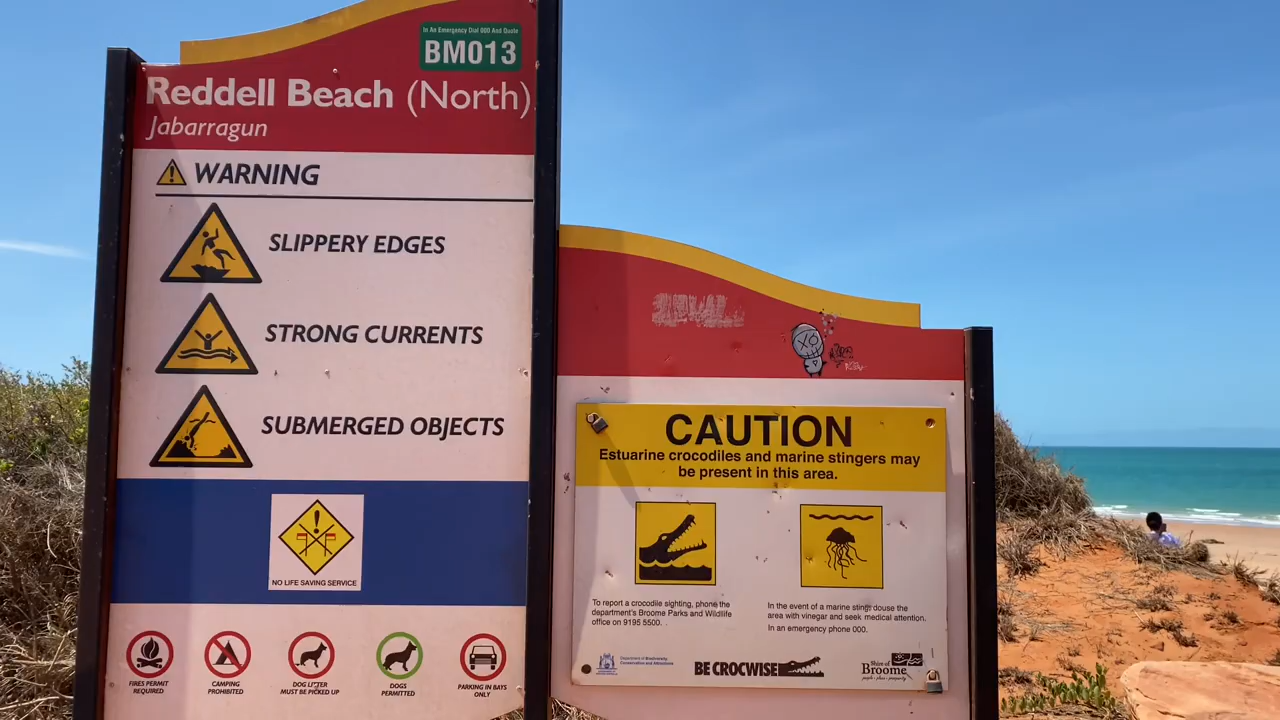 In An Emergency Dial 000 And Quote
BM013
Reddell Beach (North)
Jabarragun
WARNING
SLIPPERY EDGES
STRONG CURRENTS
SUBMERGED OBJECTS
NO LIFE SAVING SERVICE
FIRES PERMIT
REQUIRED
CAMPING
PROHIBITED
DOG LITTER
MUST BE PICKED UP
DOGS
PERMITTED
PARKING IN BAYS
ONLY
CAUTION
Estuarine crocodiles and marine stingers may
be present in this area.
To report a crocodile sighting, phone the
department's Broome Parks and Wildlife
office on 9195 5500.
In the event of a marine sting douse the
area with vinegar and seek medical attention.
In an emergency phone 000.
Department of Biodiversity,
Conservation and Attractions
BE CROCWISE
Shire of
Broome
people • place • prosperity